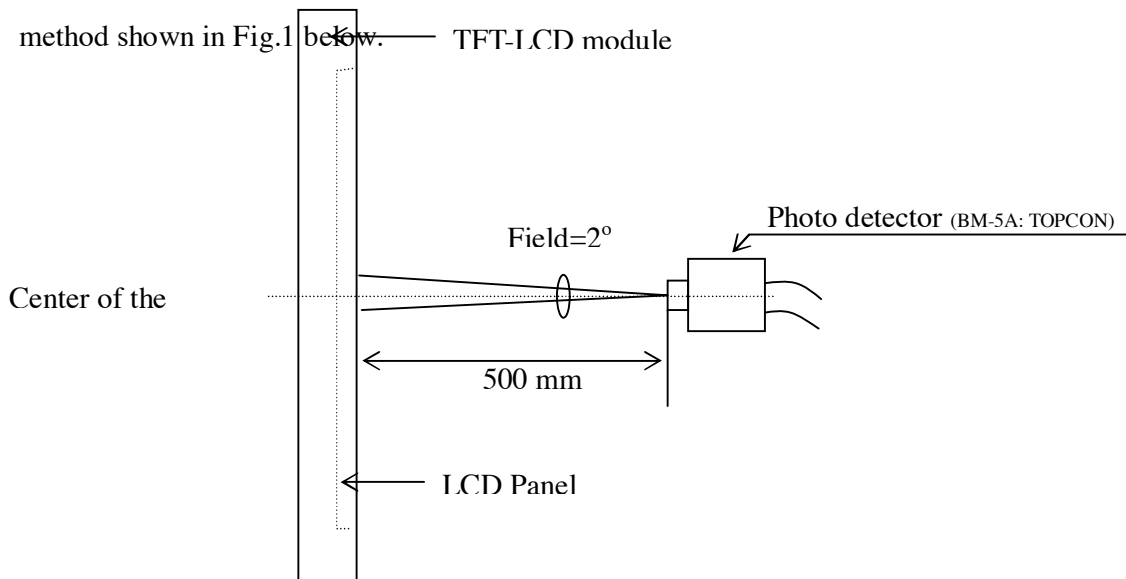 method shown in Fig.1 below.
TFT-LCD module
Photo detector (BM-5A: TOPCON)
Field=2°
Center of the
500 mm
LCD Panel